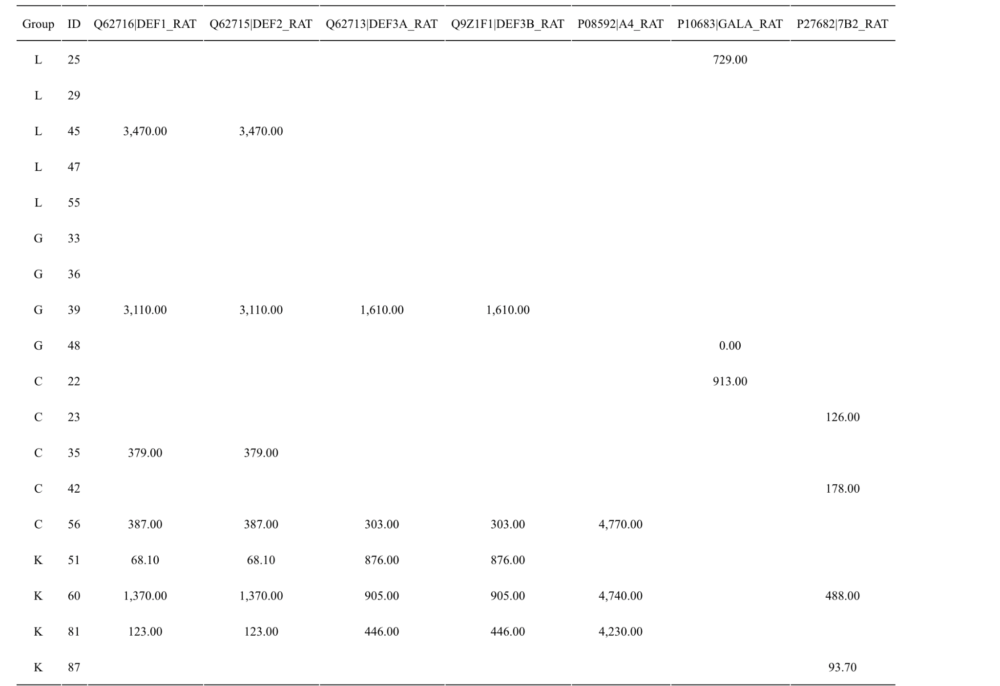 Group ID Q62716|DEF1_RAT Q62715|DEF2_RAT Q62713|DEF3A_RAT Q9Z1F1|DEF3B_RAT P08592|A4_RAT P10683|GALA_RAT P27682|7B2_RAT
L 25 729.00
L 29
L 45 3,470.00 3,470.00
L 47
L 55
G 33
G 36
G 39 3,110.00 3,110.00 1,610.00 1,610.00
G 48 0.00
C 22 913.00
C 23 126.00
C 35 379.00 379.00
C 42 178.00
C 56 387.00 387.00 303.00 303.00 4,770.00
K 51 68.10 68.10 876.00 876.00
K 60 1,370.00 1,370.00 905.00 905.00 4,740.00 488.00
K 81 123.00 123.00 446.00 446.00 4,230.00
K 87 93.70